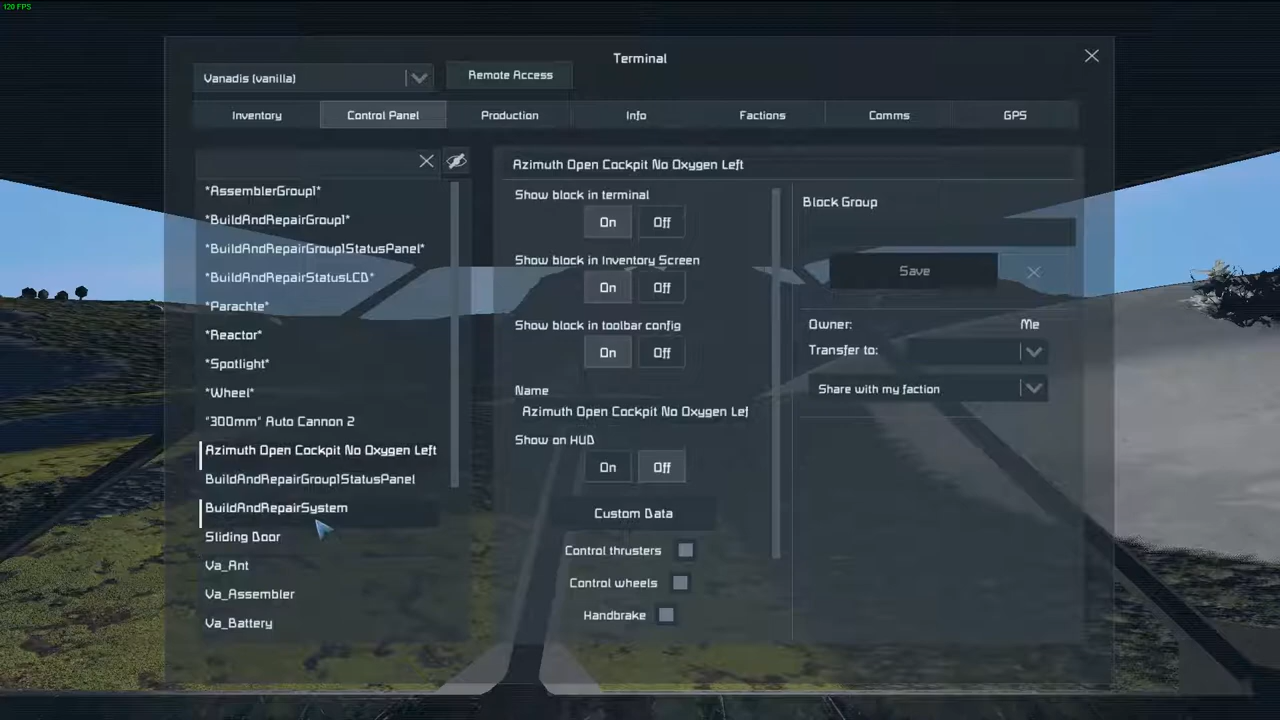 120 FPS
Terminal
Vanadis (vanilla)
Remote Access
Inventory
Control Panel
Production
Info
Factions
Comms
GPS
*AssemblerGroup1*
*BuildAndRepairGroup1*
*BuildAndRepairGroup1StatusPanel*
*BuildAndRepairStatusLCD*
*Parachte*
*Reactor*
*Spotlight*
*Wheel*
"300mm" Auto Cannon 2
Azimuth Open Cockpit No Oxygen Left
BuildAndRepairGroup1StatusPanel
BuildAndRepairSystem
Sliding Door
Va_Ant
Va_Assembler
Va_Battery
Azimuth Open Cockpit No Oxygen Left
Show block in terminal
On Off
Show block in Inventory Screen
On Off
Show block in toolbar config
On Off
Name
Azimuth Open Cockpit No Oxygen Lef
Show on HUD
On Off
Custom Data
Control thrusters
Control wheels
Handbrake
Block Group
Save
Owner: Me
Transfer to:
Share with my faction